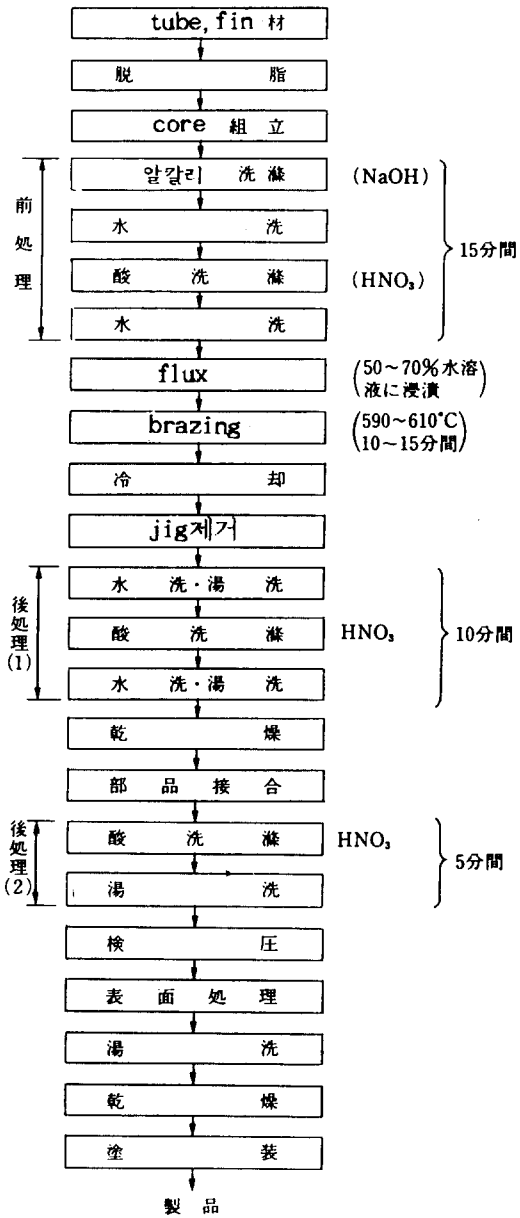 tube, fin 材
脱 脂
core 組 立
알칼리 洗 滌 (NaOH)
水 洗
酸 洗 滌 (HNO₃)
水 洗
前処理
15分間
flux (50~70%水溶液に浸漬)
brazing (590~610°C 10~15分間)
冷 却
jig제거
水 洗・湯 洗
酸 洗 滌 HNO₃
水 洗・湯 洗
後処理(1)
10分間
乾 燥
部 品 接 合
酸 洗 滌 HNO₃
湯 洗
後処理(2)
5分間
検 圧
表 面 処 理
湯 洗
乾 燥
塗 装
製 品